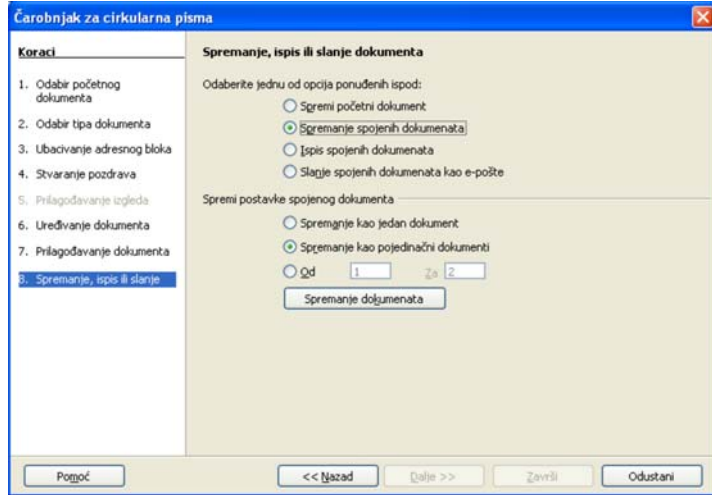 Čarobnjak za cirkularna pisma
Koraci
1. Odabir početnog
dokumenta
2. Odabir tipa dokumenta
3. Ubacivanje adresnog bloka
4. Stvaranje pozdrava
5. Prilagođavanje izgleda
6. Uređivanje dokumenta
7. Prilagođavanje dokumenta
8. Spremanje, ispis ili slanje
Spremanje, ispis ili slanje dokumenta
Odaberite jednu od opcija ponuđenih ispod:
Spremi početni dokument
Spremanje spojenih dokumenata
Ispis spojenih dokumenata
Slanje spojenih dokumenata kao e-pošte
Spremi postavke spojenog dokumenta
Spremanje kao jedan dokument
Spremanje kao pojedinačni dokumenti
Od 1 Za 2
Spremanje dokumenata
Pomoć << Nazad Dalje >> Završi Odustani